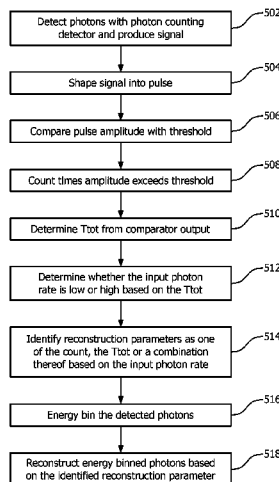 Detect photons with photon counting
detector and produce signal
502
Shape signal into pulse
504
Compare pulse amplitude with threshold
506
Count times amplitude exceeds threshold
508
Determine Ttot from comparator output
510
Determine whether the input photon
rate is low or high based on the Ttot
512
Identify reconstruction parameters as one
of the count, the Ttot or a combination
thereof based on the input photon rate
514
Energy bin the detected photons
516
Reconstruct energy binned photons based
on the identified reconstruction parameter
518